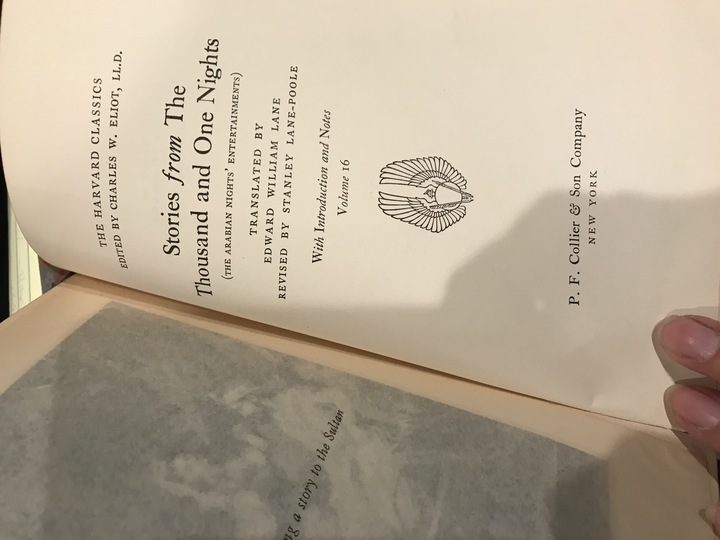 THE HARVARD CLASSICS
EDITED BY CHARLES W. ELIOT, LL.D.
Stories from The
Thousand and One Nights
(THE ARABIAN NIGHTS' ENTERTAINMENTS)
TRANSLATED BY
EDWARD WILLIAM LANE
REVISED BY STANLEY LANE-POOLE
With Introduction and Notes
Volume 16
P. F. Collier & Son Company
NEW YORK
a story to the Sultan